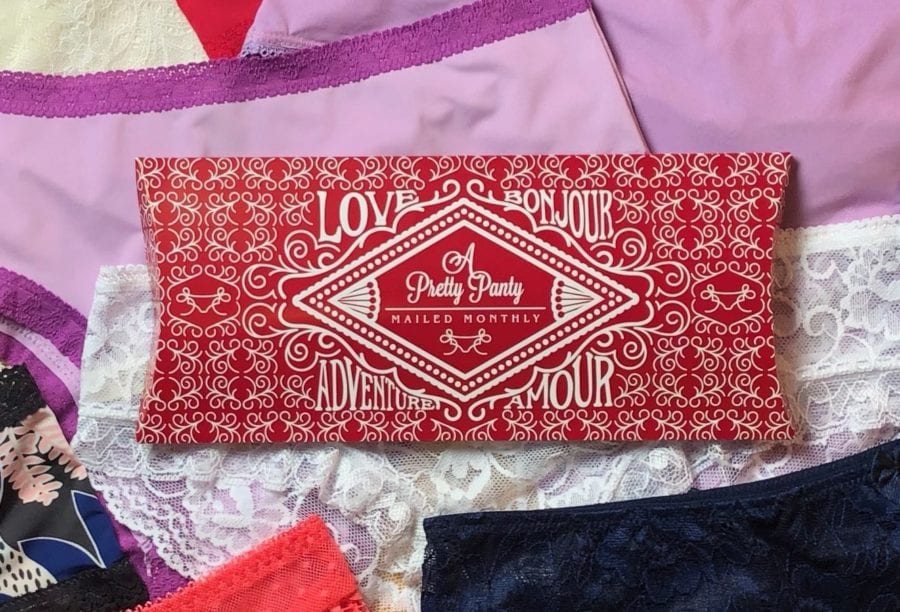 LOVE BONJOUR
A
Pretty Panty
MAILED MONTHLY
ADVENTURE AMOUR